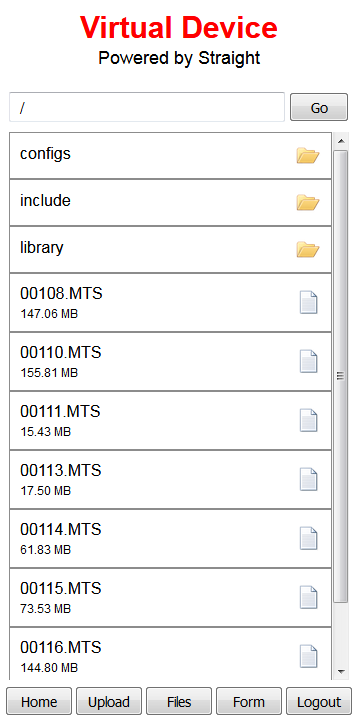 Virtual Device
Powered by Straight
/
Go
configs
include
library
00108.MTS
147.06 MB
00110.MTS
155.81 MB
00111.MTS
15.43 MB
00113.MTS
17.50 MB
00114.MTS
61.83 MB
00115.MTS
73.53 MB
00116.MTS
144.80 MB
Home Upload Files Form Logout